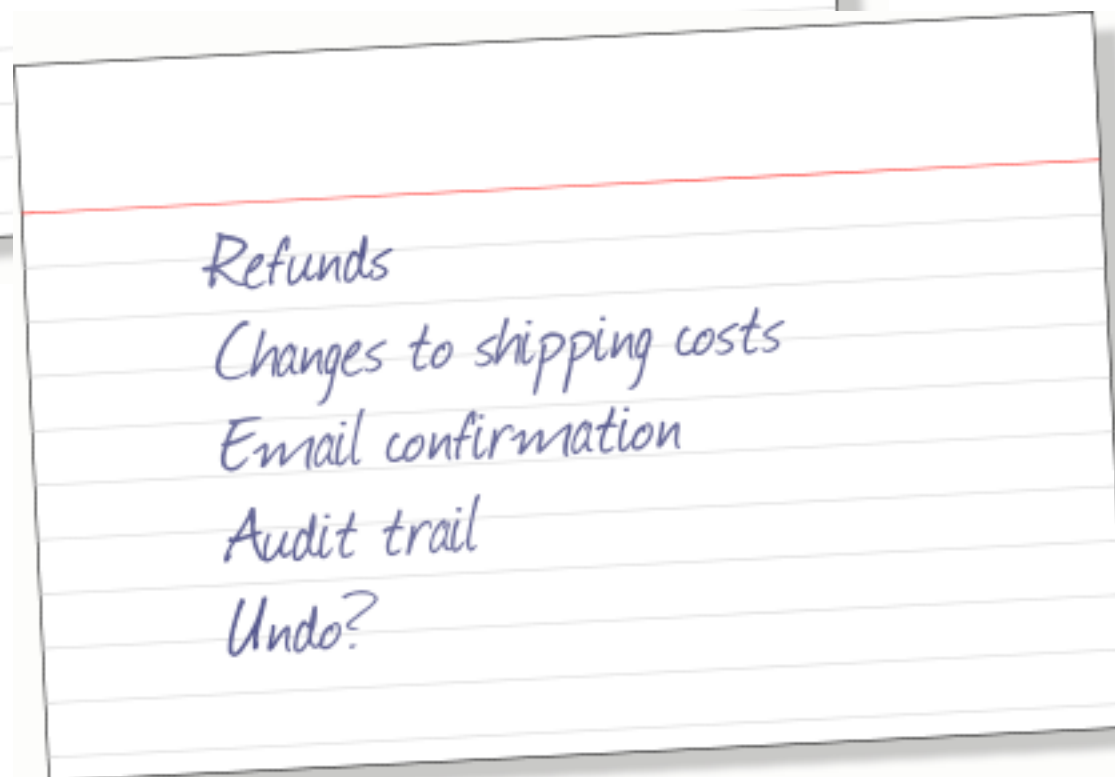 Refunds
Changes to shipping costs
Email confirmation
Audit trail
Undo?